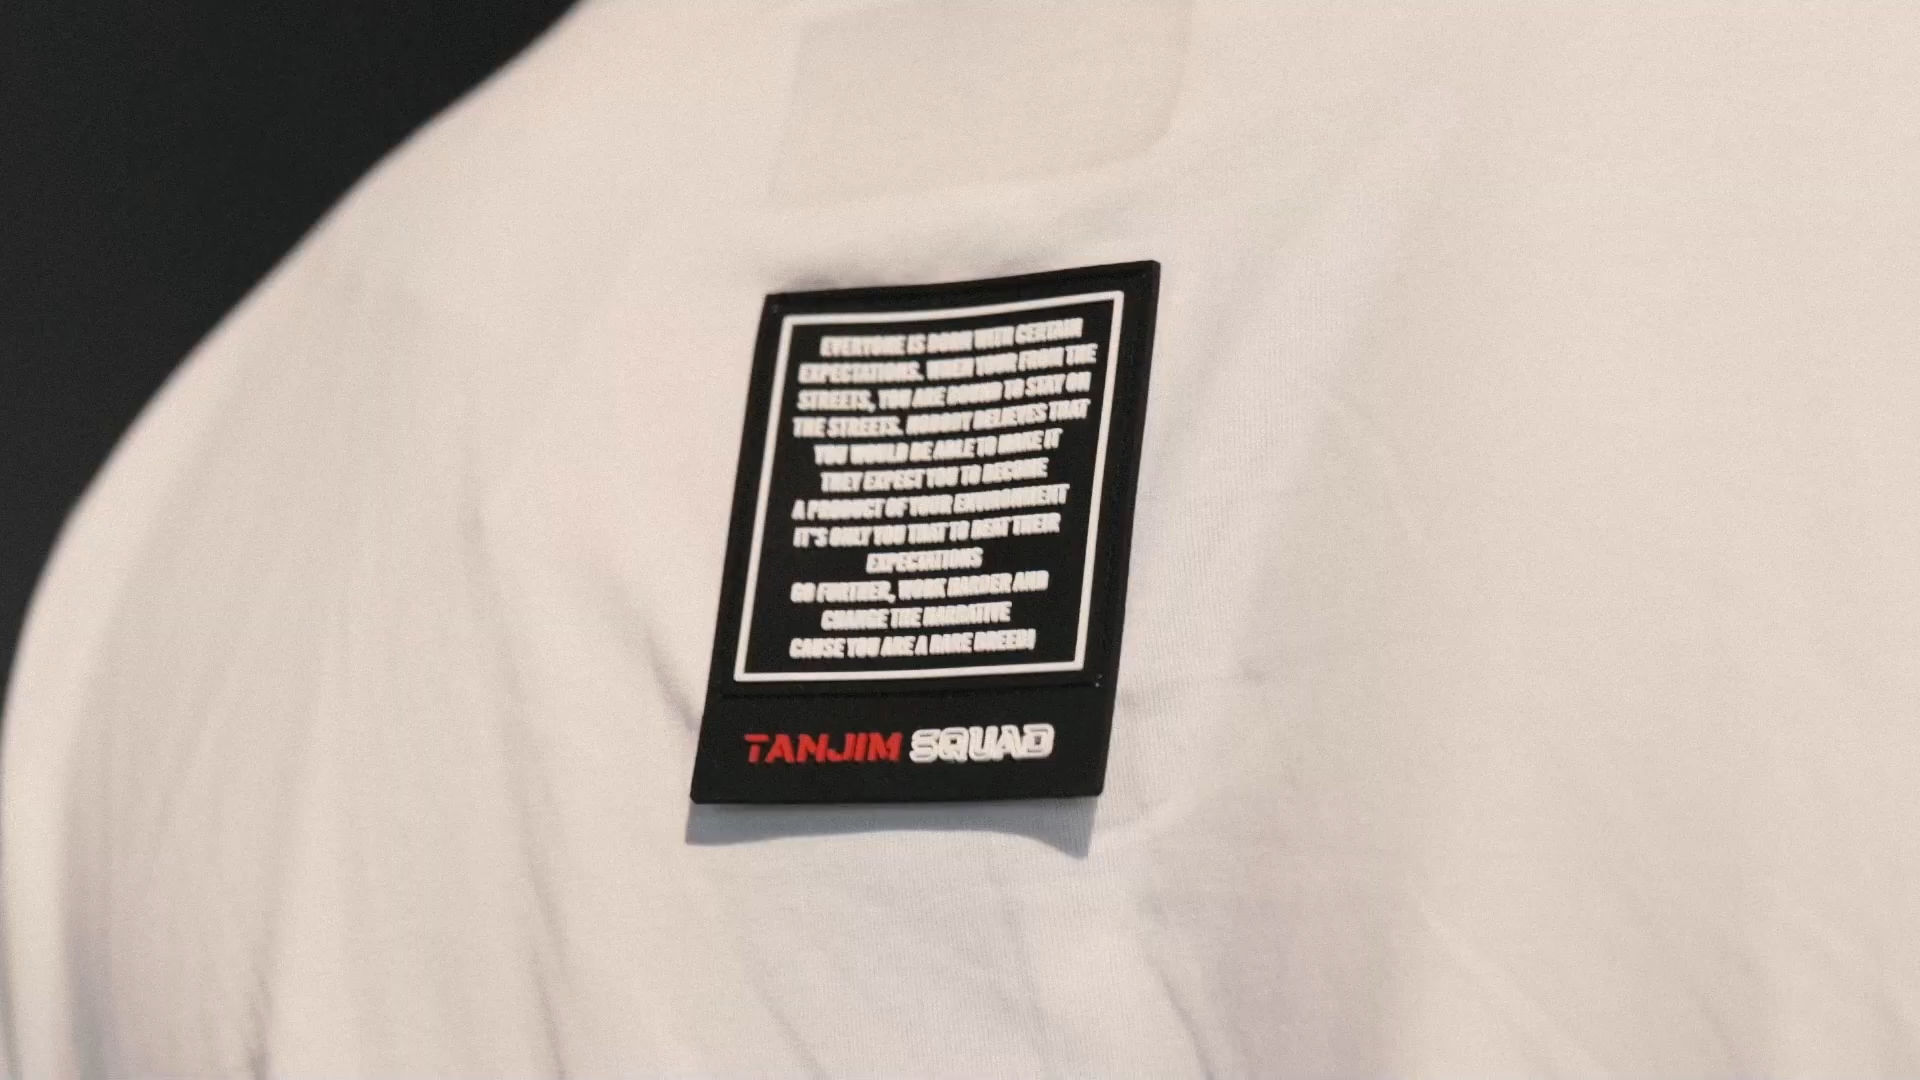 EVERYONE IS BORN WITH CERTAIN
EXPECTATIONS. WHEN YOUR FROM THE
STREETS, YOU ARE BOUND TO STAY ON
THE STREETS. NOBODY BELIEVES THAT
YOU WOULD BE ABLE TO MAKE IT
THEY EXPECT YOU TO BECOME
A PRODUCT OF YOUR ENVIRONMENT
IT'S ONLY YOU THAT TO BEAT THEIR
EXPECTATIONS
GO FURTHER, WORK HARDER AND
CHANGE THE NARRATIVE
CAUSE YOU ARE A RARE BREED!
TANJIM SQUAD